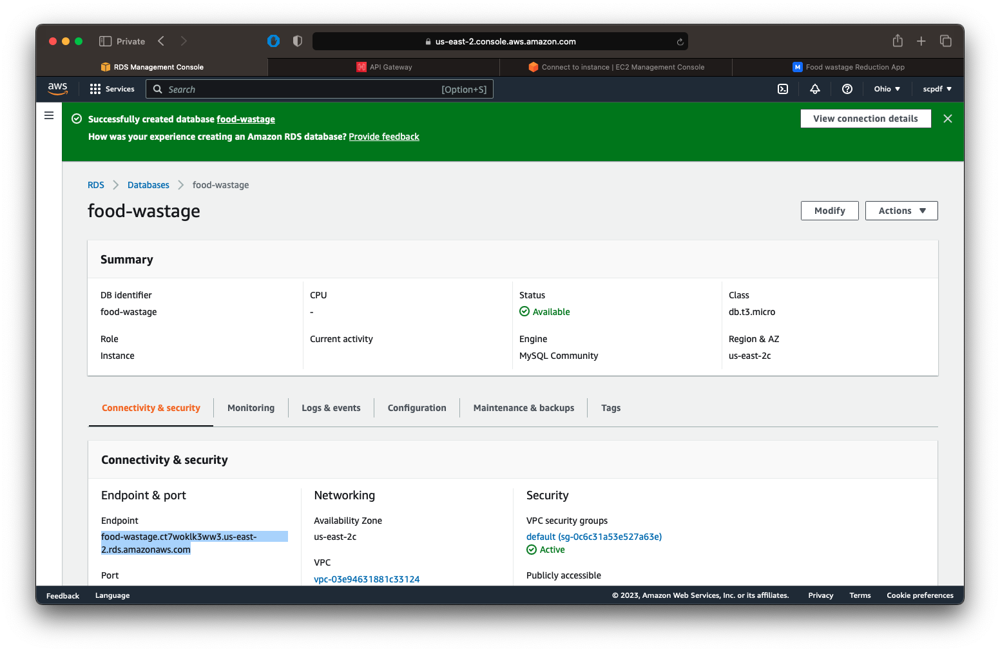 Private
us-east-2.console.aws.amazon.com
RDS Management Console
API Gateway
Connect to instance | EC2 Management Console
M
Food wastage Reduction App
aws
Services
Search
[Option+S]
Ohio
scpdf
Successfully created database food-wastage
View connection details
How was your experience creating an Amazon RDS database? Provide feedback
RDS
Databases
food-wastage
food-wastage
Modify
Actions
Summary
DB identifier
food-wastage
CPU
-
Status
Available
Class
db.t3.micro
Role
Instance
Current activity
Engine
MySQL Community
Region & AZ
us-east-2c
Connectivity & security
Monitoring
Logs & events
Configuration
Maintenance & backups
Tags
Connectivity & security
Endpoint & port
Endpoint
food-wastage.ct7woklk3ww3.us-east-
2.rds.amazonaws.com
Port
Networking
Availability Zone
us-east-2c
VPC
vpc-03e94631881c33124
Security
VPC security groups
default (sg-0c6c31a53e527a63e)
Active
Publicly accessible
Feedback
Language
© 2023, Amazon Web Services, Inc. or its affiliates.
Privacy
Terms
Cookie preferences